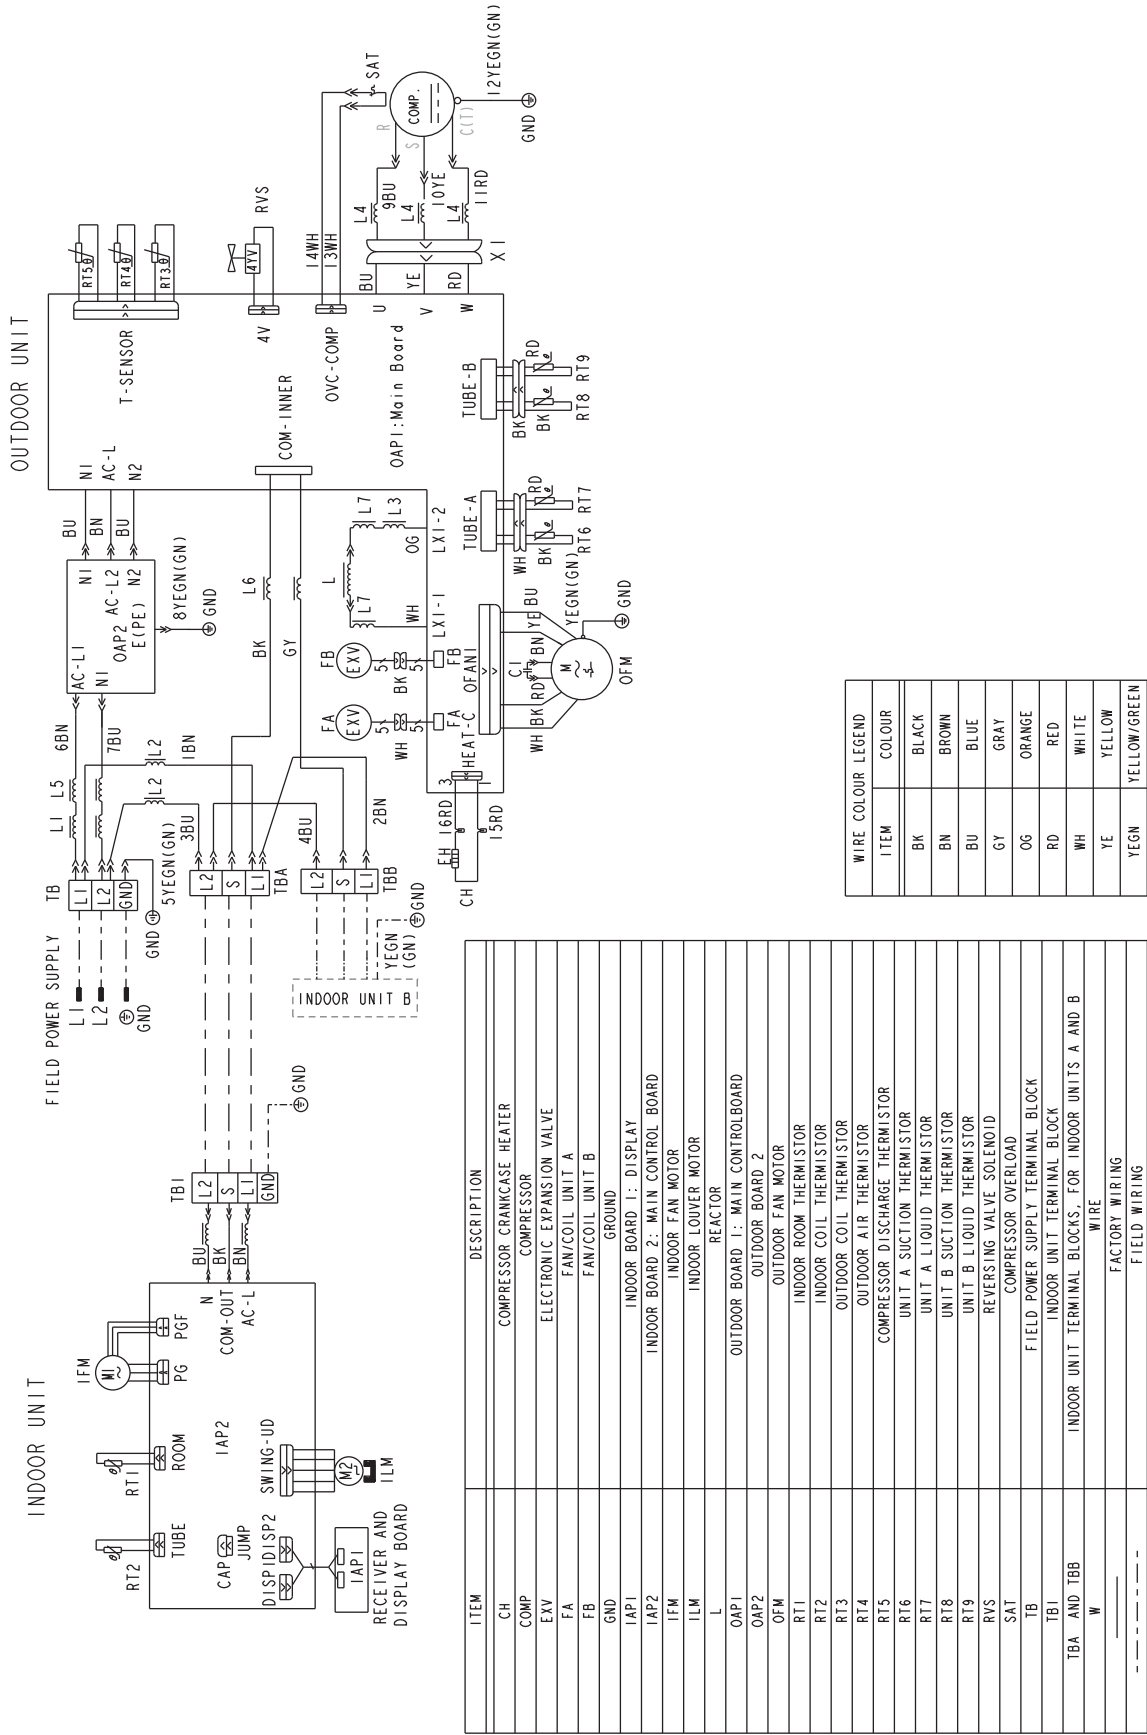 OUTDOOR UNIT
RT5 θ
RT4 θ
RT3 θ
T-SENSOR
4YV
RVS
4V
14WH
13WH
SAT
OVC-COMP
COMP.
R
S
C(T)
12YEGN(GN)
GND
L4
9BU
L4
10YE
L4
11RD
X1
BU
YE
RD
U
V
W
N1
AC-L
N2
COM-INNER
OAP1:Main Board
BU
BN
BU
N1
AC-L2
N2
OAP2
E(PE)
AC-L1
N1
8YEGN(GN)
GND
L6
BK
GY
L7
L3
L
L7
OG
LX1-2
WH
LX1-1
TUBE-B
BK
BK
RD
RT8
RT9
TUBE-A
WH
BK
RD
RT6
RT7
FB
EXV
5
BK
5
FB
FA
EXV
5
WH
5
FA
OFAN1
WH
BK
RD
C1
BN
YE
BU
YEGN(GN)
GND
M
OFM
HEAT-C
3
1
16RD
15RD
EH
CH
6BN
7BU
L1
L5
L2
1BN
L2
3BU
5YEGN(GN)
4BU
2BN
TB
L1
L2
GND
FIELD POWER SUPPLY
L1
L2
GND
GND
L2
S
L1
TBA
L2
S
L1
TBB
GND
YEGN
(GN)
INDOOR UNIT B
INDOOR UNIT
TB1
L2
S
L1
GND
GND
BU
BK
BN
N
COM-OUT
AC-L
IFM
M1
PGF
PG
RT1
ROOM
RT2
TUBE
IAP2
CAP
JUMP
SWING-UD
M2
ILM
DISP1
DISP2
IAP1
RECEIVER AND
DISPLAY BOARD
ITEM DESCRIPTION
CH COMPRESSOR CRANKCASE HEATER
COMP COMPRESSOR
EXV ELECTRONIC EXPANSION VALVE
FA FAN/COIL UNIT A
FB FAN/COIL UNIT B
GND GROUND
IAP1 INDOOR BOARD 1: DISPLAY
IAP2 INDOOR BOARD 2: MAIN CONTROL BOARD
IFM INDOOR FAN MOTOR
ILM INDOOR LOUVER MOTOR
L REACTOR
OAP1 OUTDOOR BOARD 1: MAIN CONTROLBOARD
OAP2 OUTDOOR BOARD 2
OFM OUTDOOR FAN MOTOR
RT1 INDOOR ROOM THERMISTOR
RT2 INDOOR COIL THERMISTOR
RT3 OUTDOOR COIL THERMISTOR
RT4 OUTDOOR AIR THERMISTOR
RT5 COMPRESSOR DISCHARGE THERMISTOR
RT6 UNIT A SUCTION THERMISTOR
RT7 UNIT A LIQUID THERMISTOR
RT8 UNIT B SUCTION THERMISTOR
RT9 UNIT B LIQUID THERMISTOR
RVS REVERSING VALVE SOLENOID
SAT COMPRESSOR OVERLOAD
TB FIELD POWER SUPPLY TERMINAL BLOCK
TB1 INDOOR UNIT TERMINAL BLOCK
TBA AND TBB INDOOR UNIT TERMINAL BLOCKS, FOR INDOOR UNITS A AND B
W WIRE
FACTORY WIRING
FIELD WIRING
WIRE COLOUR LEGEND
ITEM COLOUR
BK BLACK
BN BROWN
BU BLUE
GY GRAY
OG ORANGE
RD RED
WH WHITE
YE YELLOW
YEGN YELLOW/GREEN